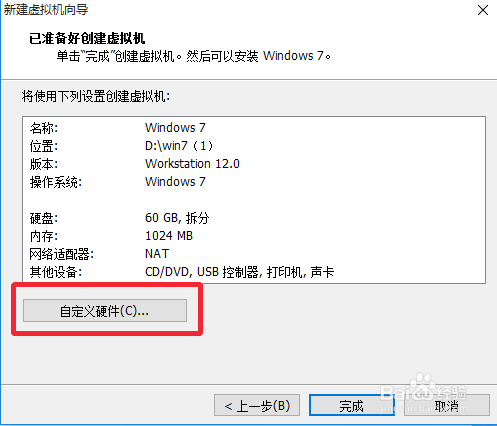 新建虚拟机向导
已准备好创建虚拟机
单击“完成”创建虚拟机。然后可以安装 Windows 7。
将使用下列设置创建虚拟机:
名称: Windows 7
位置: D:\win7（1）
版本: Workstation 12.0
操作系统: Windows 7
硬盘: 60 GB, 拆分
内存: 1024 MB
网络适配器: NAT
其他设备: CD/DVD, USB 控制器, 打印机, 声卡
自定义硬件(C)...
< 上一步(B) 完成 取消
Baidu 经验